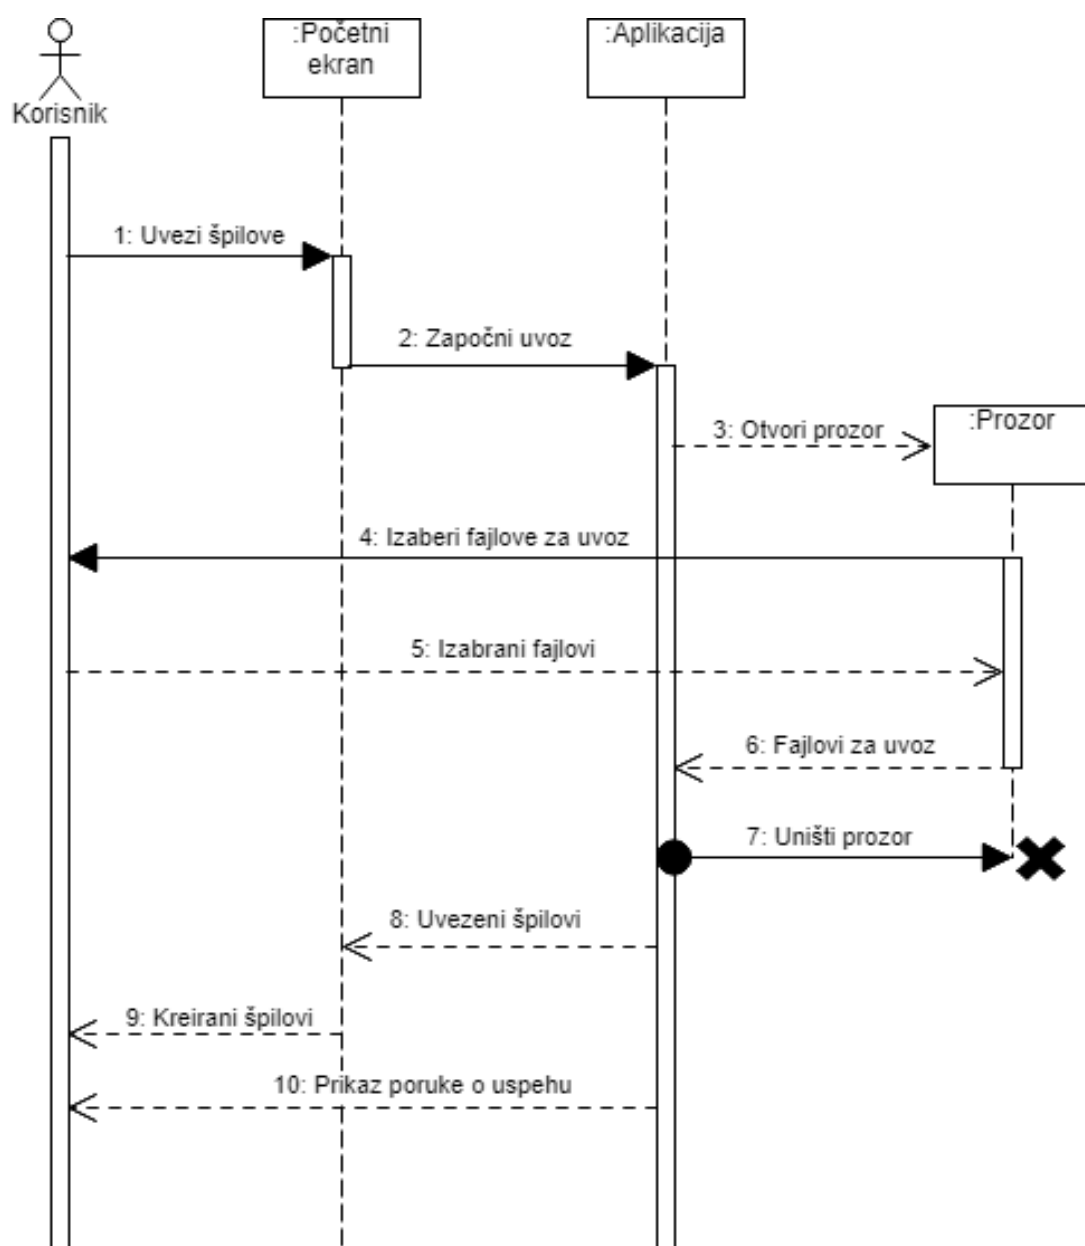 :Početni
ekran
:Aplikacija
Korisnik
1: Uvezi špilove
2: Započni uvoz
:Prozor
3: Otvori prozor
4: Izaberi fajlove za uvoz
5: Izabrani fajlovi
6: Fajlovi za uvoz
7: Uništi prozor
8: Uvezeni špilovi
9: Kreirani špilovi
10: Prikaz poruke o uspehu